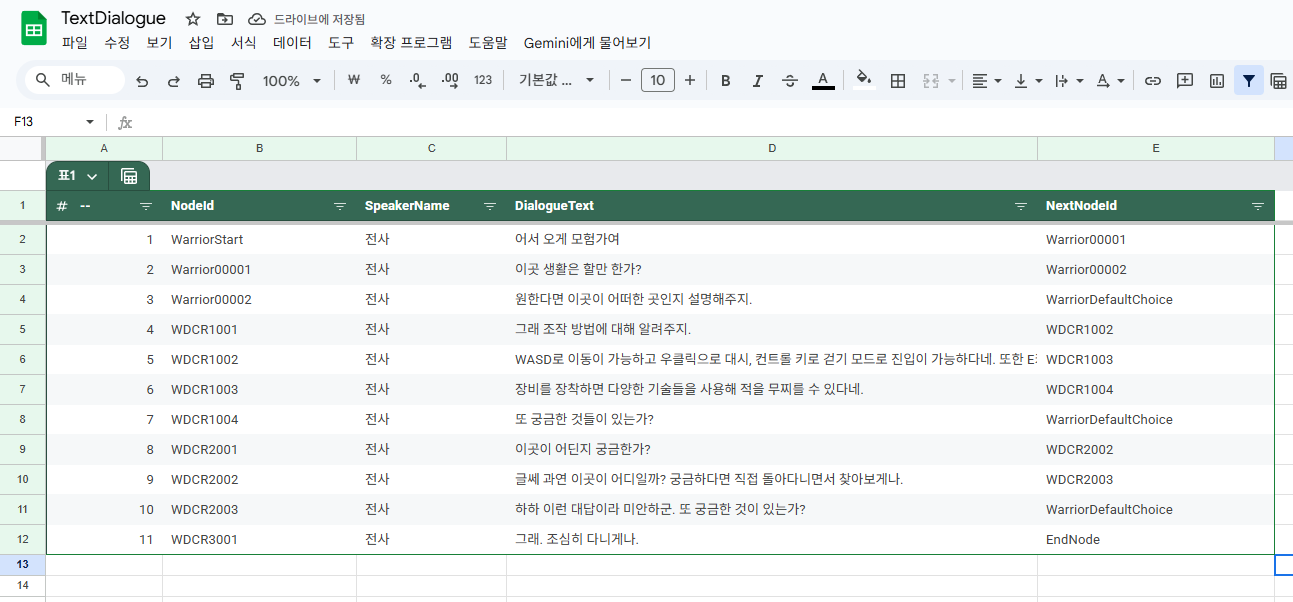 TextDialogue 드라이브에 저장됨
파일 수정 보기 삽입 서식 데이터 도구 확장 프로그램 도움말 Gemini에게 물어보기
메뉴 100% ₩ % .0 .00 123 기본값 ... 10 B I A A
F13 fx
A B C D E
표1
1 # -- NodeId SpeakerName DialogueText NextNodeId
2 1 WarriorStart 전사 어서 오게 모험가여 Warrior00001
3 2 Warrior00001 전사 이곳 생활은 할만 한가? Warrior00002
4 3 Warrior00002 전사 원한다면 이곳이 어떠한 곳인지 설명해주지. WarriorDefaultChoice
5 4 WDCR1001 전사 그래 조작 방법에 대해 알려주지. WDCR1002
6 5 WDCR1002 전사 WASD로 이동이 가능하고 우클릭으로 대시, 컨트롤 키로 걷기 모드로 진입이 가능하다네. 또한 E WDCR1003
7 6 WDCR1003 전사 장비를 장착하면 다양한 기술들을 사용해 적을 무찌를 수 있다네. WDCR1004
8 7 WDCR1004 전사 또 궁금한 것들이 있는가? WarriorDefaultChoice
9 8 WDCR2001 전사 이곳이 어딘지 궁금한가? WDCR2002
10 9 WDCR2002 전사 글쎄 과연 이곳이 어디일까? 궁금하다면 직접 돌아다니면서 찾아보게나. WDCR2003
11 10 WDCR2003 전사 하하 이런 대답이라 미안하군. 또 궁금한 것이 있는가? WarriorDefaultChoice
12 11 WDCR3001 전사 그래. 조심히 다니게나. EndNode
13
14